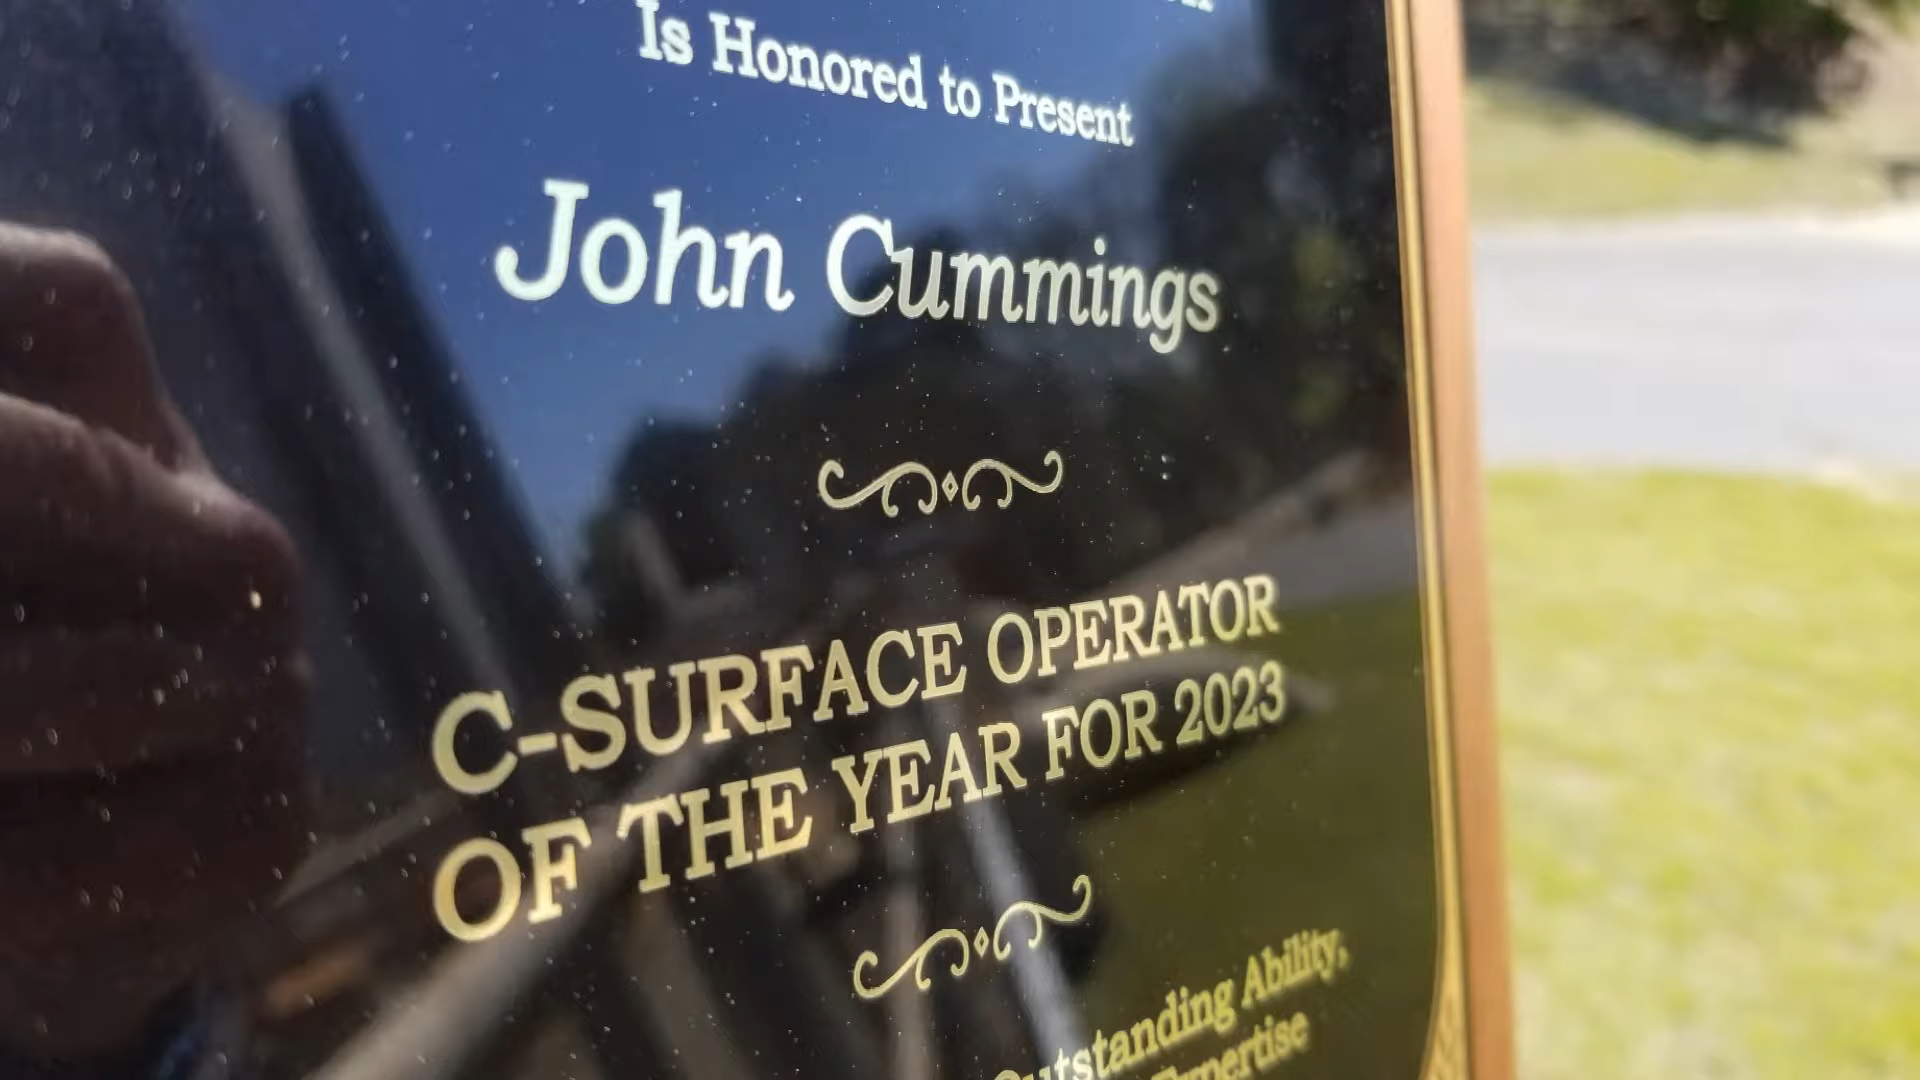 Is Honored to Present
John Cummings
C-SURFACE OPERATOR
OF THE YEAR FOR 2023
Outstanding Ability,
Expertise